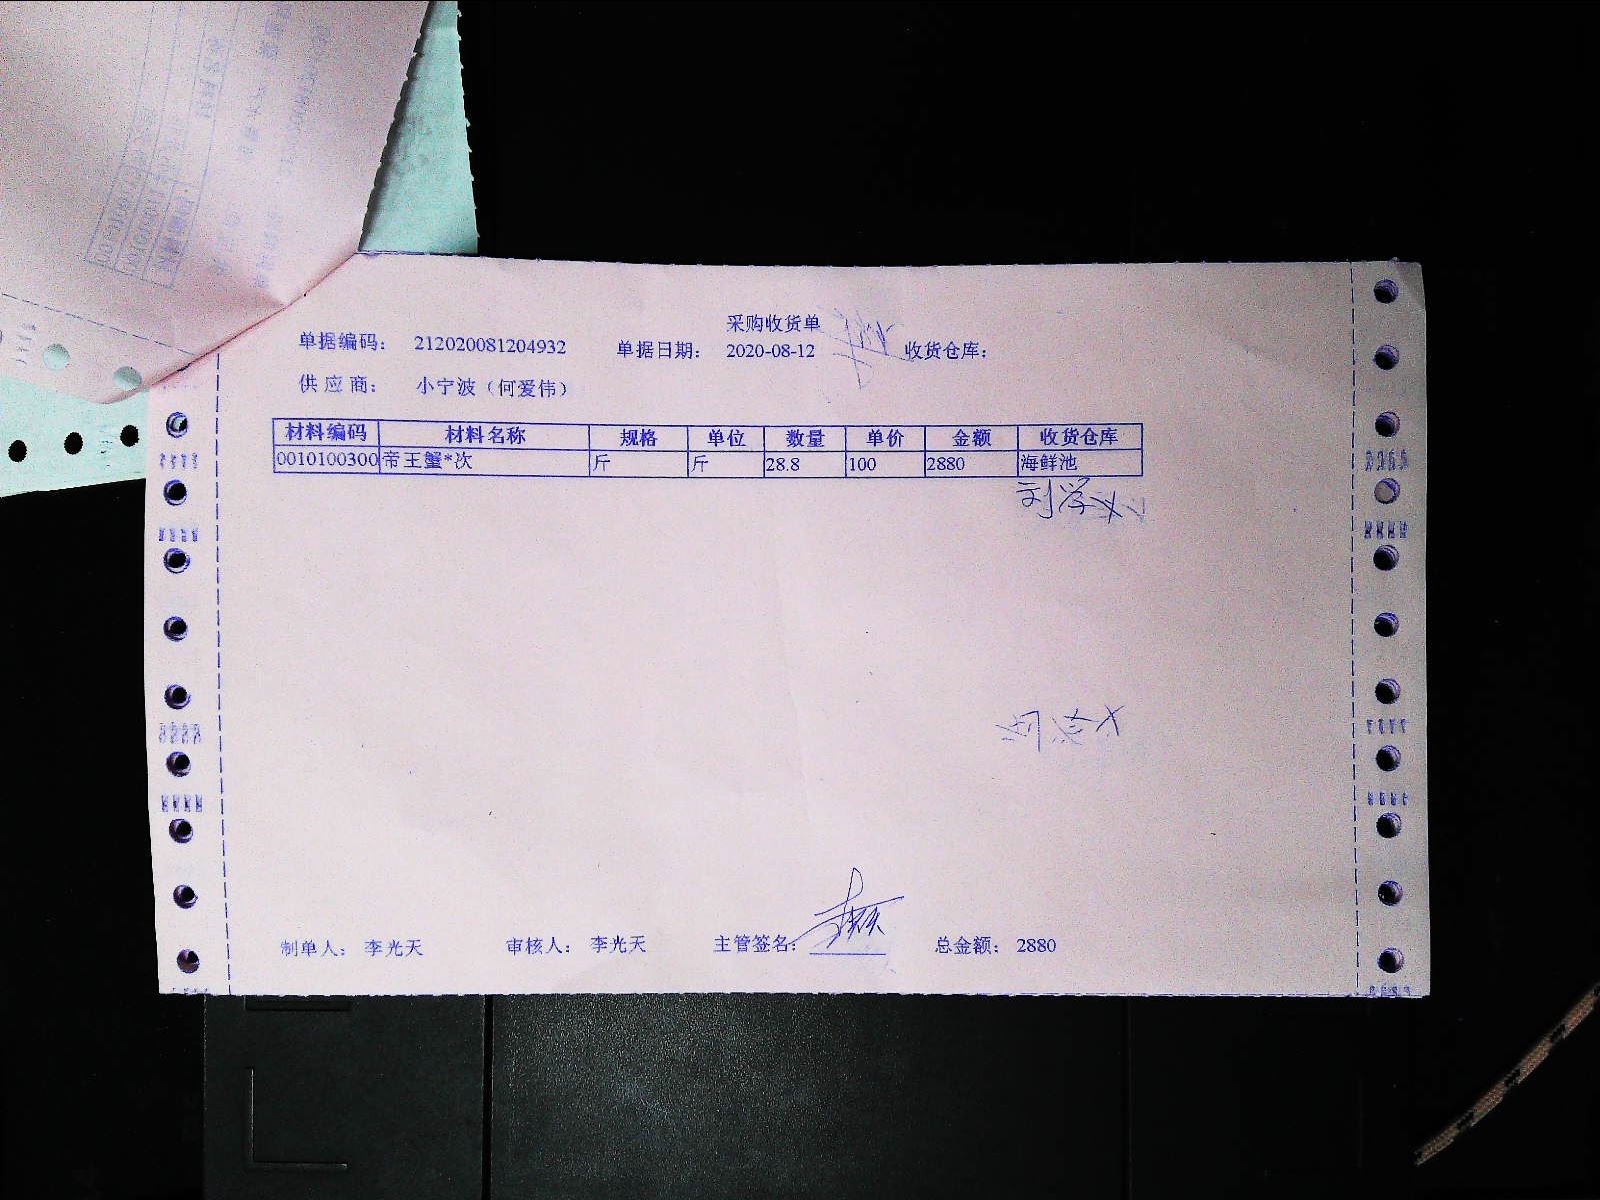 采购收货单
单据编码： 212020081204932 单据日期： 2020-08-12 收货仓库：
供 应 商： 小宁波（何爱伟）
材料编码 材料名称 规格 单位 数量 单价 金额 收货仓库
0010100300 帝王蟹*次 斤 斤 28.8 100 2880 海鲜池
制单人： 李光天 审核人： 李光天 主管签名： 总金额： 2880